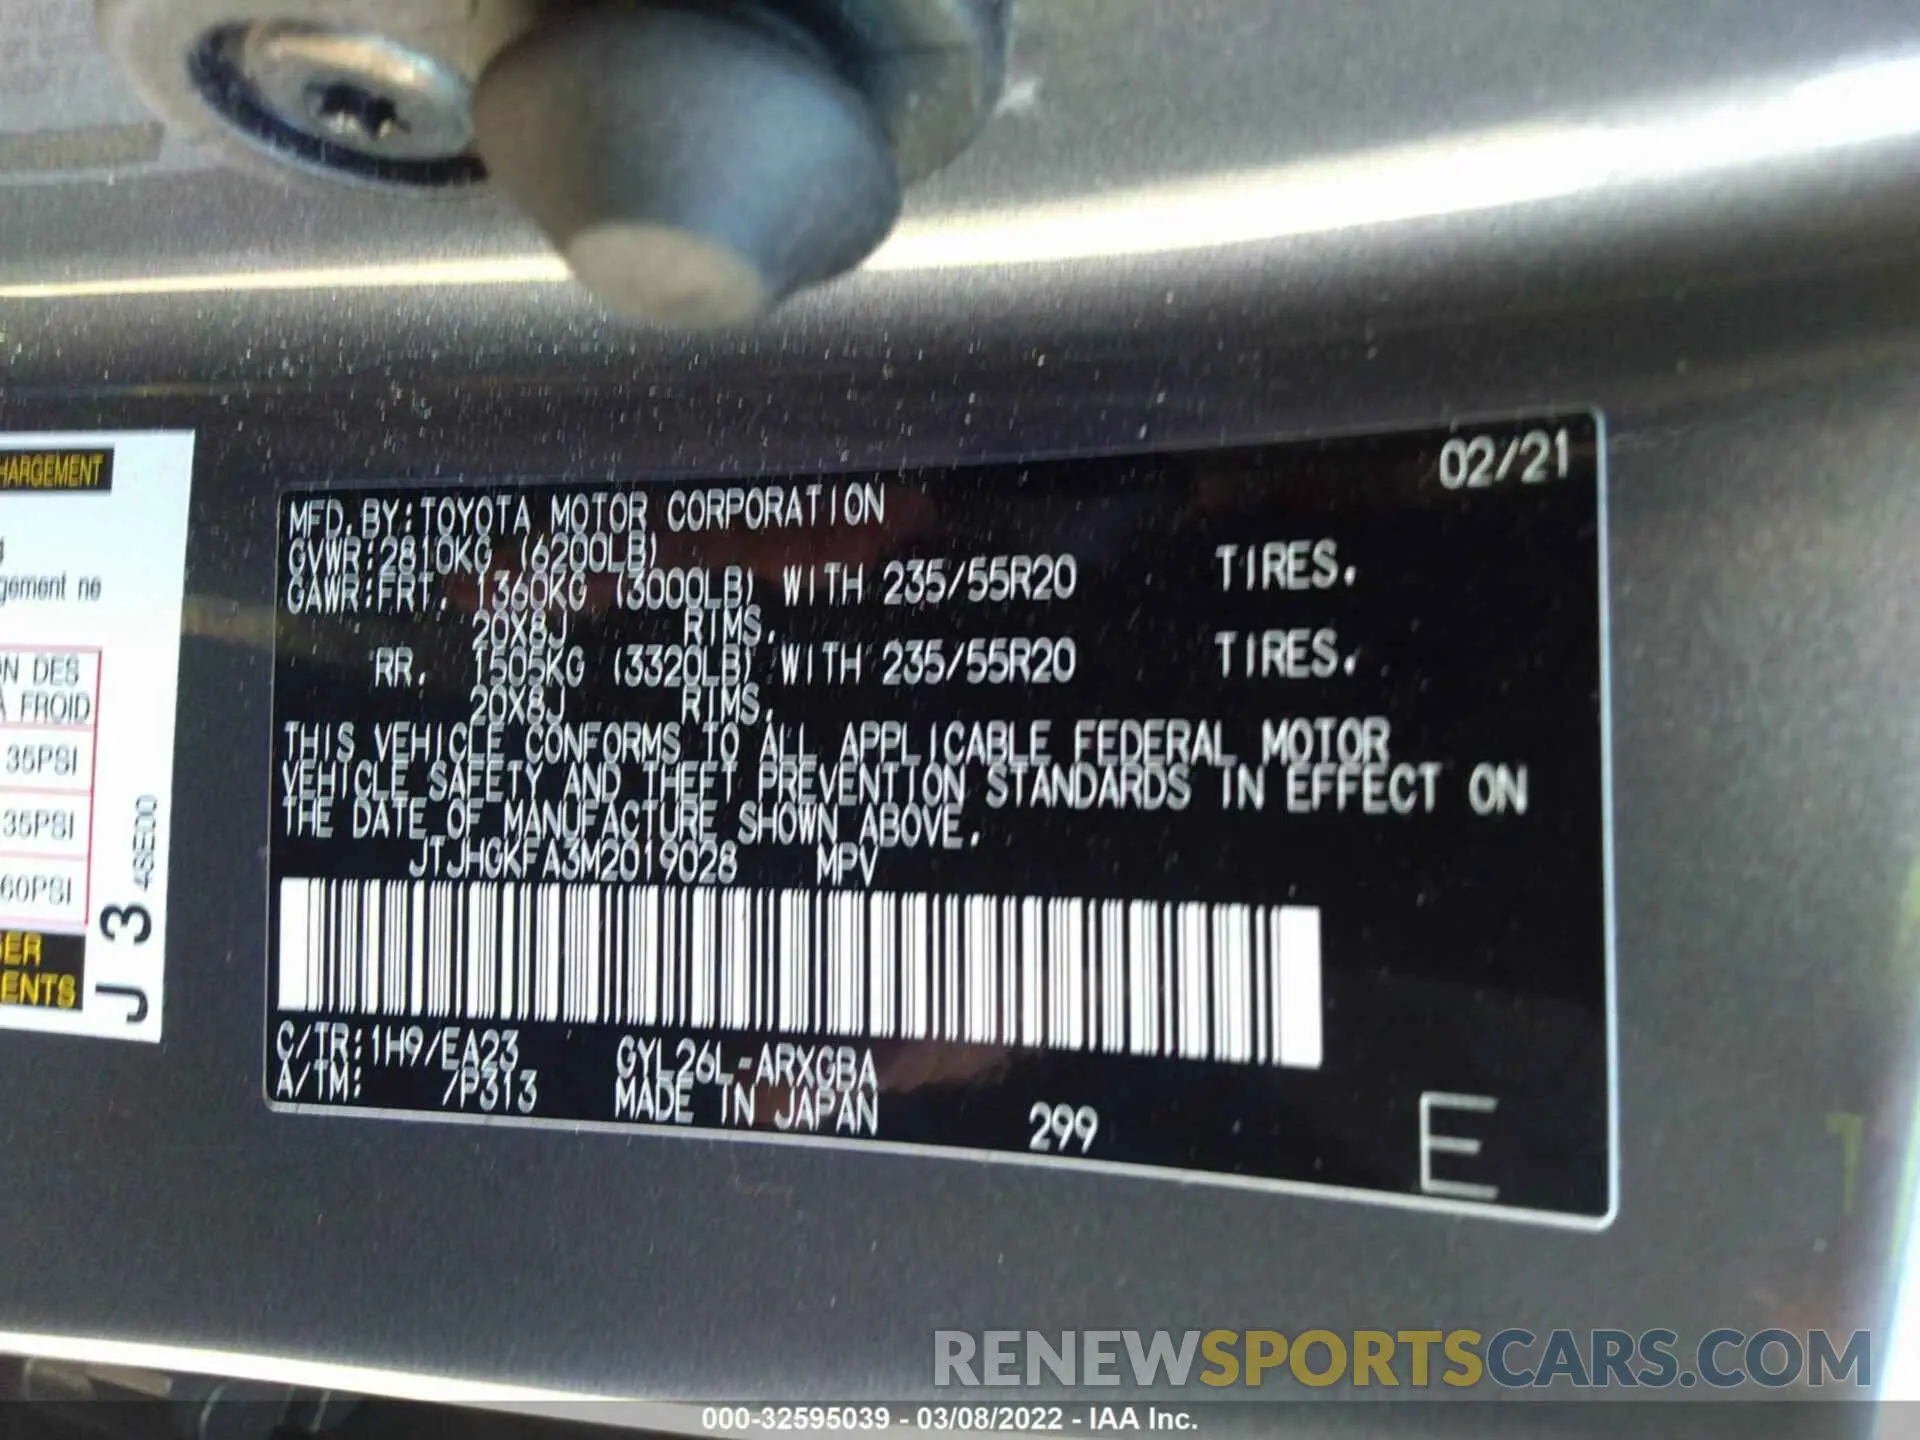 02/21
MFD.BY:TOYOTA MOTOR CORPORATION
GVWR:2810KG (6200LB)
GAWR:FRT. 1360KG (3000LB) WITH 235/55R20 TIRES.
20X8J RIMS.
RR. 1505KG (3320LB) WITH 235/55R20 TIRES.
20X8J RIMS.
THIS VEHICLE CONFORMS TO ALL APPLICABLE FEDERAL MOTOR
VEHICLE SAFETY AND THEFT PREVENTION STANDARDS IN EFFECT ON
THE DATE OF MANUFACTURE SHOWN ABOVE.
JTJHGKFA3M2019028 MPV
C/TR:1H9/EA23 GYL26L-ARXGBA
A/TM: /P313 MADE IN JAPAN 299
E
HARGEMENT
gement ne
N DES
A FROID
35PSI
35PSI
60PSI
GER
ENTS
J 3 48E00
RENEWSPORTSCARS.COM
000-32595039 - 03/08/2022 - IAA Inc.